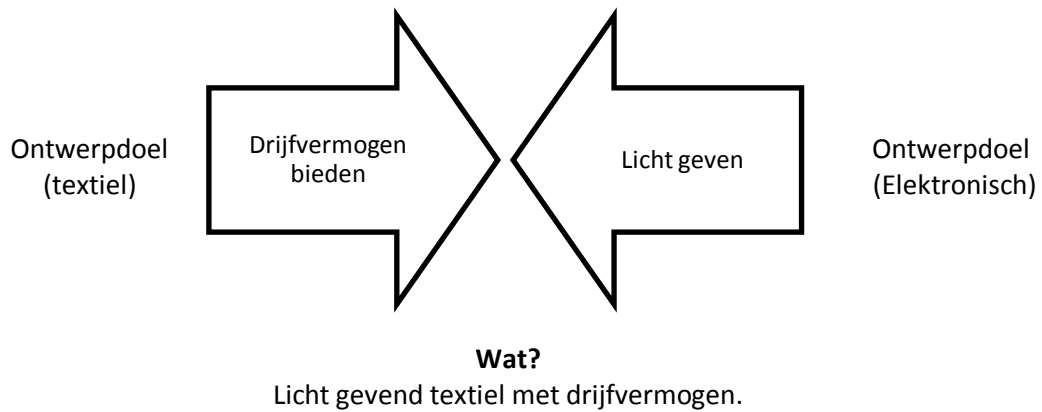 Ontwerpdoel
(textiel)
Drijfvermogen
bieden
Licht geven
Ontwerpdoel
(Elektronisch)
Wat?
Licht gevend textiel met drijfvermogen.